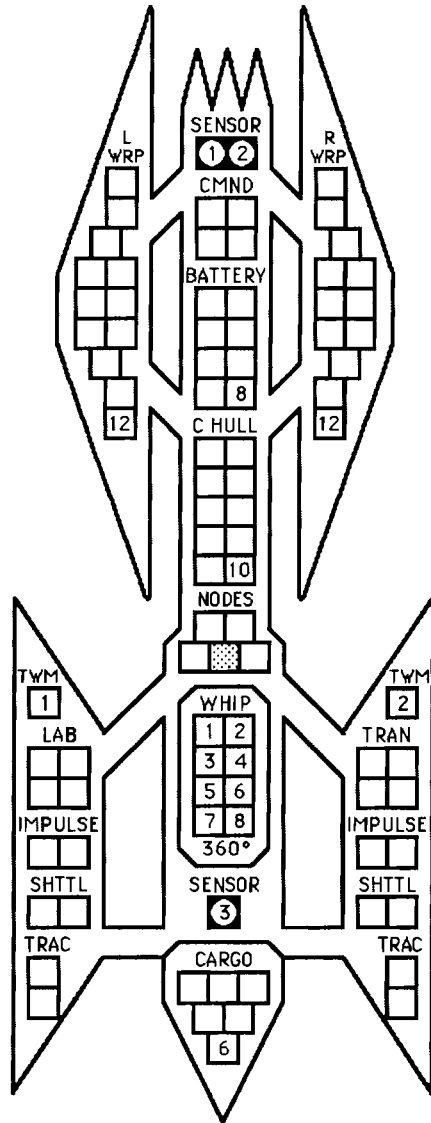 SENSOR
1 2
L WRP
R WRP
CMND
BATTERY
8
12
12
C HULL
10
NODES
TWM
1
TWM
2
WHIP
1 2
3 4
5 6
7 8
360°
LAB
TRAN
IMPULSE
IMPULSE
SHTTL
SENSOR
3
SHTTL
TRAC
TRAC
CARGO
6